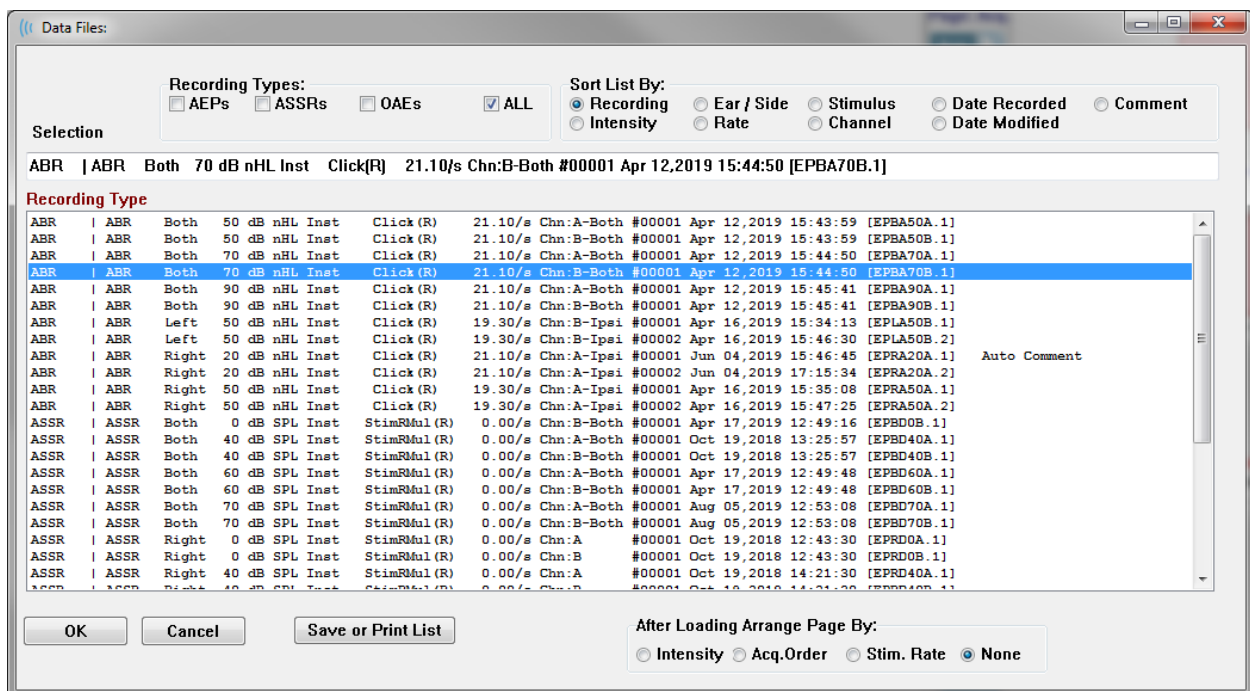 Data Files:
Recording Types:
AEPs ASSRs OAEs ALL
Sort List By:
Recording Ear / Side Stimulus Date Recorded Comment
Intensity Rate Channel Date Modified
Selection
ABR | ABR Both 70 dB nHL Inst Click(R) 21.10/s Chn:B-Both #00001 Apr 12,2019 15:44:50 [EPBA70B.1]
Recording Type
ABR | ABR Both 50 dB nHL Inst Click(R) 21.10/s Chn:A-Both #00001 Apr 12,2019 15:43:59 [EPBA50A.1]
ABR | ABR Both 50 dB nHL Inst Click(R) 21.10/s Chn:B-Both #00001 Apr 12,2019 15:43:59 [EPBA50B.1]
ABR | ABR Both 70 dB nHL Inst Click(R) 21.10/s Chn:A-Both #00001 Apr 12,2019 15:44:50 [EPBA70A.1]
ABR | ABR Both 70 dB nHL Inst Click(R) 21.10/s Chn:B-Both #00001 Apr 12,2019 15:44:50 [EPBA70B.1]
ABR | ABR Both 90 dB nHL Inst Click(R) 21.10/s Chn:A-Both #00001 Apr 12,2019 15:45:41 [EPBA90A.1]
ABR | ABR Both 90 dB nHL Inst Click(R) 21.10/s Chn:B-Both #00001 Apr 12,2019 15:45:41 [EPBA90B.1]
ABR | ABR Left 50 dB nHL Inst Click(R) 19.30/s Chn:B-Ipsi #00001 Apr 16,2019 15:34:13 [EPLA50B.1]
ABR | ABR Left 50 dB nHL Inst Click(R) 19.30/s Chn:B-Ipsi #00002 Apr 16,2019 15:46:30 [EPLA50B.2]
ABR | ABR Right 20 dB nHL Inst Click(R) 21.10/s Chn:A-Ipsi #00001 Jun 04,2019 15:46:45 [EPRA20A.1] Auto Comment
ABR | ABR Right 20 dB nHL Inst Click(R) 21.10/s Chn:A-Ipsi #00002 Jun 04,2019 17:15:34 [EPRA20A.2]
ABR | ABR Right 50 dB nHL Inst Click(R) 19.30/s Chn:A-Ipsi #00001 Apr 16,2019 15:35:08 [EPRA50A.1]
ABR | ABR Right 50 dB nHL Inst Click(R) 19.30/s Chn:A-Ipsi #00002 Apr 16,2019 15:47:25 [EPRA50A.2]
ASSR | ASSR Both 0 dB SPL Inst StimRMul(R) 0.00/s Chn:B-Both #00001 Apr 17,2019 12:49:16 [EPBD0B.1]
ASSR | ASSR Both 40 dB SPL Inst StimRMul(R) 0.00/s Chn:A-Both #00001 Oct 19,2018 13:25:57 [EPBD40A.1]
ASSR | ASSR Both 40 dB SPL Inst StimRMul(R) 0.00/s Chn:B-Both #00001 Oct 19,2018 13:25:57 [EPBD40B.1]
ASSR | ASSR Both 60 dB SPL Inst StimRMul(R) 0.00/s Chn:A-Both #00001 Apr 17,2019 12:49:48 [EPBD60A.1]
ASSR | ASSR Both 60 dB SPL Inst StimRMul(R) 0.00/s Chn:B-Both #00001 Apr 17,2019 12:49:48 [EPBD60B.1]
ASSR | ASSR Both 70 dB SPL Inst StimRMul(R) 0.00/s Chn:A-Both #00001 Aug 05,2019 12:53:08 [EPBD70A.1]
ASSR | ASSR Both 70 dB SPL Inst StimRMul(R) 0.00/s Chn:B-Both #00001 Aug 05,2019 12:53:08 [EPBD70B.1]
ASSR | ASSR Right 0 dB SPL Inst StimRMul(R) 0.00/s Chn:A #00001 Oct 19,2018 12:43:30 [EPRD0A.1]
ASSR | ASSR Right 0 dB SPL Inst StimRMul(R) 0.00/s Chn:B #00001 Oct 19,2018 12:43:30 [EPRD0B.1]
ASSR | ASSR Right 40 dB SPL Inst StimRMul(R) 0.00/s Chn:A #00001 Oct 19,2018 14:21:30 [EPRD40A.1]
OK Cancel Save or Print List
After Loading Arrange Page By:
Intensity Acq.Order Stim. Rate None